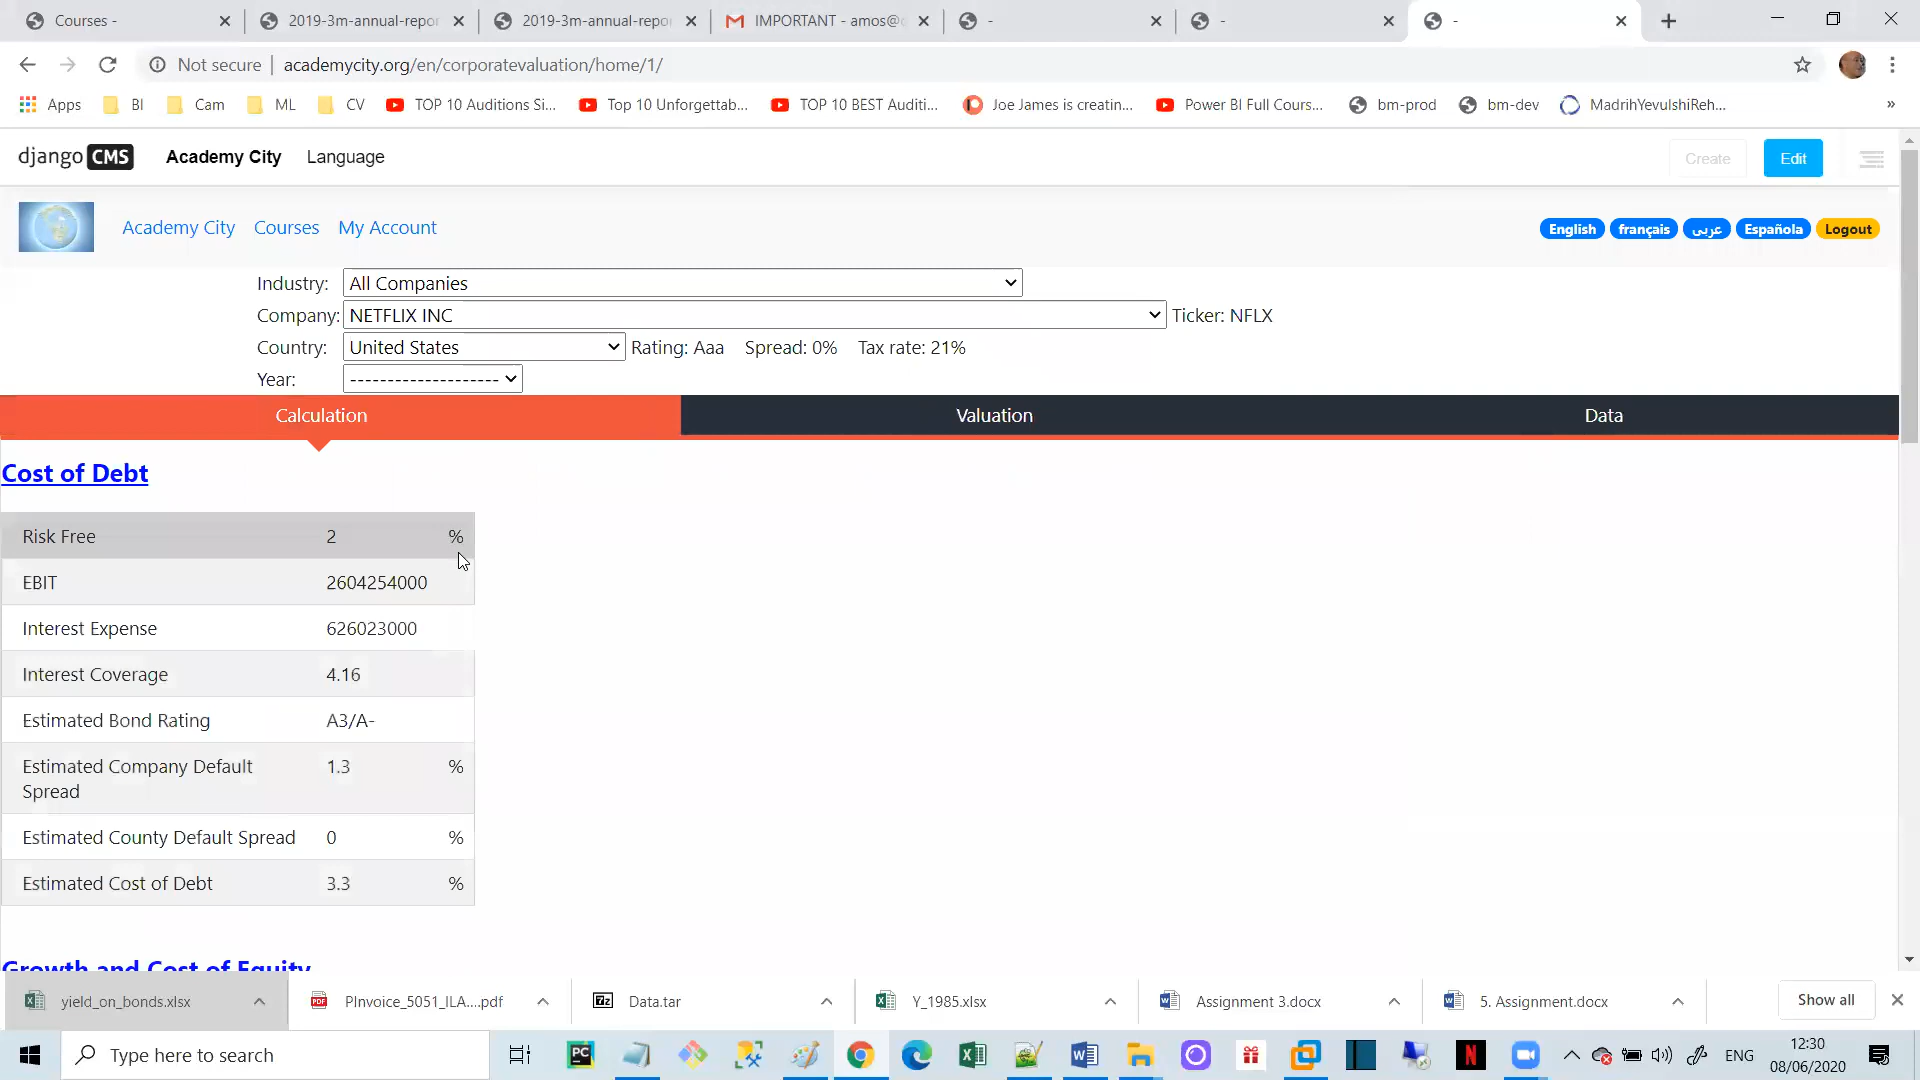 Courses -
2019-3m-annual-repor
2019-3m-annual-repor
IMPORTANT - amos@
-
-
-
Not secure
academycity.org/en/corporatevaluation/home/1/
Apps
BI
Cam
ML
CV
TOP 10 Auditions Si...
Top 10 Unforgettab...
TOP 10 BEST Auditi...
Joe James is creatin...
Power BI Full Cours...
bm-prod
bm-dev
MadrihYevulshiReh...
»
django CMS
Academy City
Language
Create
Edit
Academy City
Courses
My Account
English
français
عربى
Española
Logout
Industry: All Companies
Company: NETFLIX INC Ticker: NFLX
Country: United States Rating: Aaa Spread: 0% Tax rate: 21%
Year: --------------------
Calculation
Valuation
Data
Cost of Debt
Risk Free 2 %
EBIT 2604254000
Interest Expense 626023000
Interest Coverage 4.16
Estimated Bond Rating A3/A-
Estimated Company Default 1.3 %
Spread
Estimated County Default Spread 0 %
Estimated Cost of Debt 3.3 %
Growth and Cost of Equity
yield_on_bonds.xlsx
PInvoice_5051_ILA....pdf
Data.tar
Y_1985.xlsx
Assignment 3.docx
5. Assignment.docx
Show all
Type here to search
ENG
12:30
08/06/2020